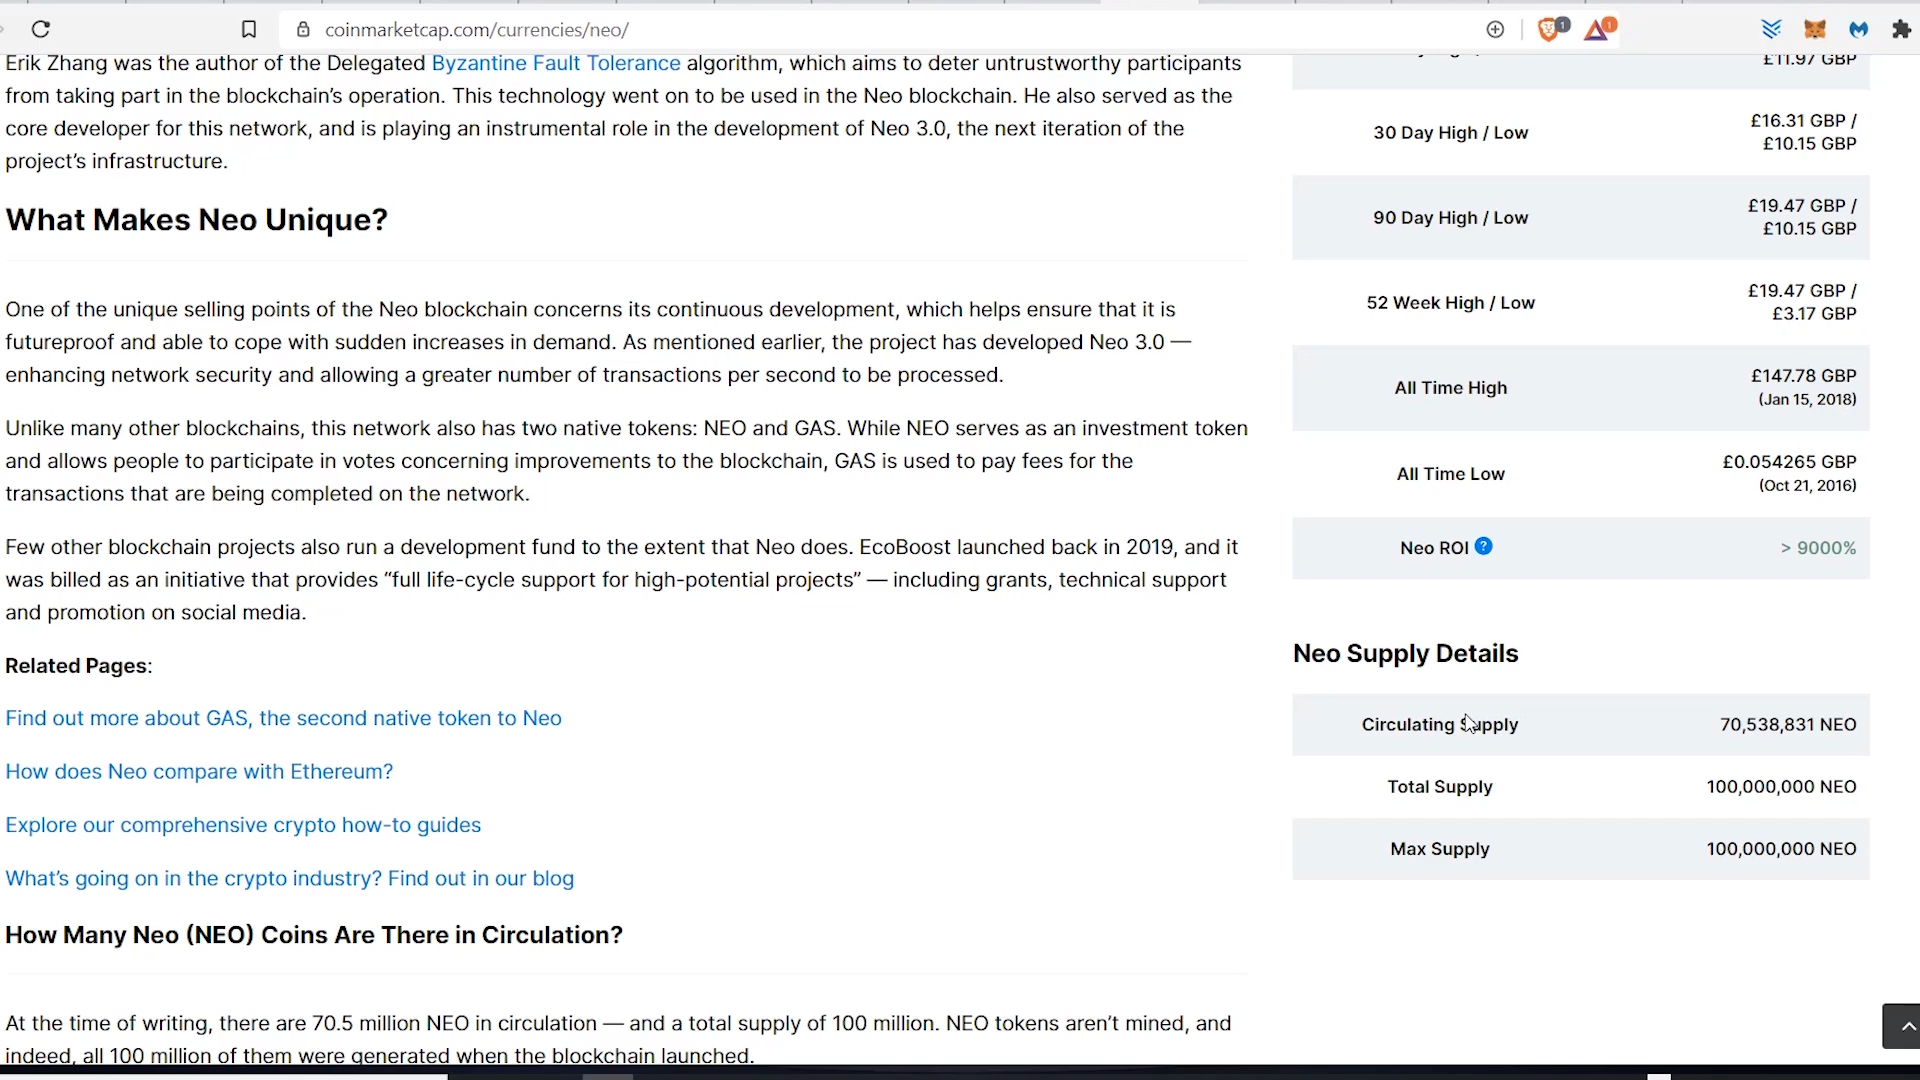 coinmarketcap.com/currencies/neo/
1
1
Erik Zhang was the author of the Delegated Byzantine Fault Tolerance algorithm, which aims to deter untrustworthy participants
from taking part in the blockchain’s operation. This technology went on to be used in the Neo blockchain. He also served as the
core developer for this network, and is playing an instrumental role in the development of Neo 3.0, the next iteration of the
project’s infrastructure.
What Makes Neo Unique?
One of the unique selling points of the Neo blockchain concerns its continuous development, which helps ensure that it is
futureproof and able to cope with sudden increases in demand. As mentioned earlier, the project has developed Neo 3.0 —
enhancing network security and allowing a greater number of transactions per second to be processed.
Unlike many other blockchains, this network also has two native tokens: NEO and GAS. While NEO serves as an investment token
and allows people to participate in votes concerning improvements to the blockchain, GAS is used to pay fees for the
transactions that are being completed on the network.
Few other blockchain projects also run a development fund to the extent that Neo does. EcoBoost launched back in 2019, and it
was billed as an initiative that provides “full life-cycle support for high-potential projects” — including grants, technical support
and promotion on social media.
Related Pages:
Find out more about GAS, the second native token to Neo
How does Neo compare with Ethereum?
Explore our comprehensive crypto how-to guides
What’s going on in the crypto industry? Find out in our blog
How Many Neo (NEO) Coins Are There in Circulation?
At the time of writing, there are 70.5 million NEO in circulation — and a total supply of 100 million. NEO tokens aren’t mined, and
indeed, all 100 million of them were generated when the blockchain launched.
£11.97 GBP
30 Day High / Low
£16.31 GBP /
£10.15 GBP
90 Day High / Low
£19.47 GBP /
£10.15 GBP
52 Week High / Low
£19.47 GBP /
£3.17 GBP
All Time High
£147.78 GBP
(Jan 15, 2018)
All Time Low
£0.054265 GBP
(Oct 21, 2016)
Neo ROI ?
> 9000%
Neo Supply Details
Circulating Supply
70,538,831 NEO
Total Supply
100,000,000 NEO
Max Supply
100,000,000 NEO